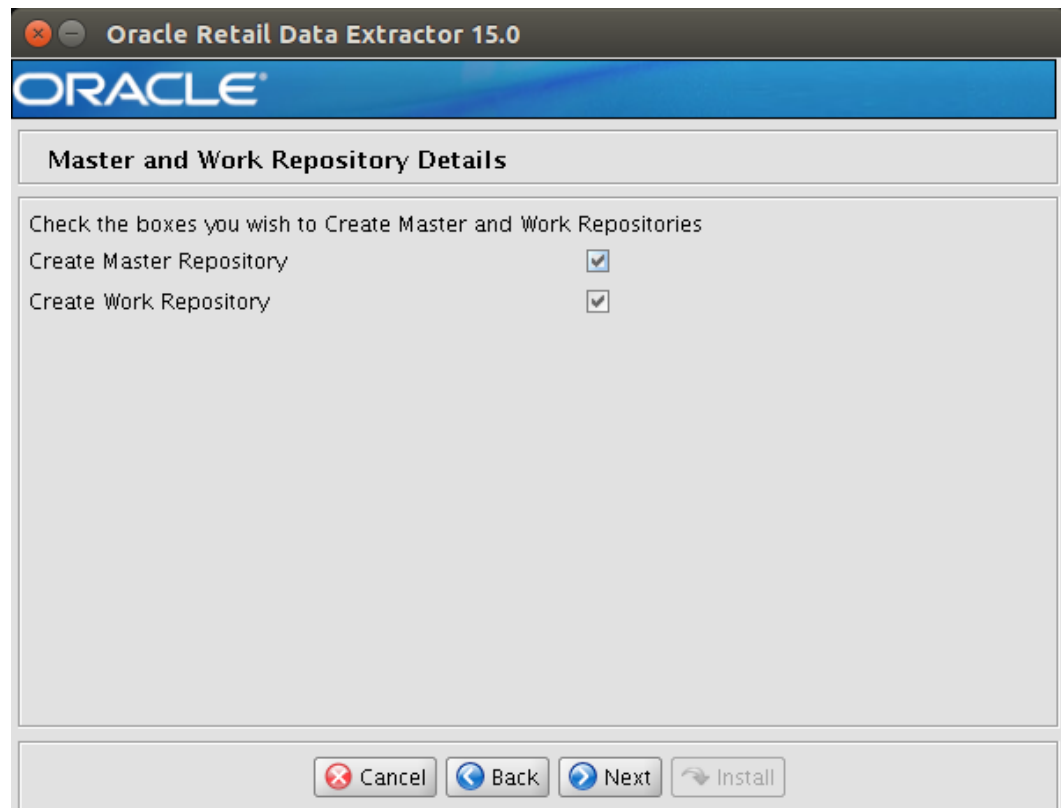 Oracle Retail Data Extractor 15.0
ORACLE®
Master and Work Repository Details
Check the boxes you wish to Create Master and Work Repositories
Create Master Repository
Create Work Repository
Cancel Back Next Install